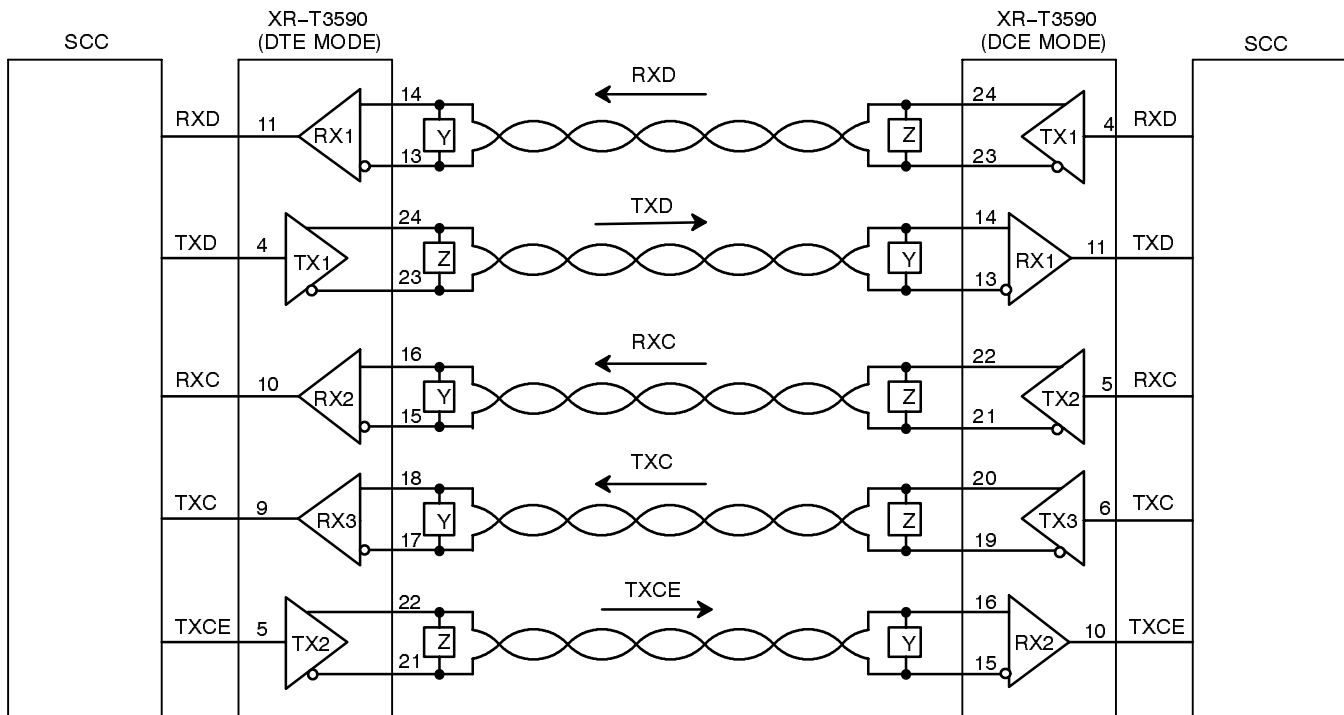 SCC
XR–T3590
(DTE MODE)
XR–T3590
(DCE MODE)
SCC
RXD
RXD 11 RX1 14 Y 13 Z 24 23 TX1 4 RXD
TXD
TXD 4 TX1 24 Z 23 Y 14 13 RX1 11 TXD
RXC
RXC 10 RX2 16 Y 15 Z 22 21 TX2 5 RXC
TXC
TXC 9 RX3 18 Y 17 Z 20 19 TX3 6 TXC
TXCE
TXCE 5 TX2 22 Z 21 Y 16 15 RX2 10 TXCE